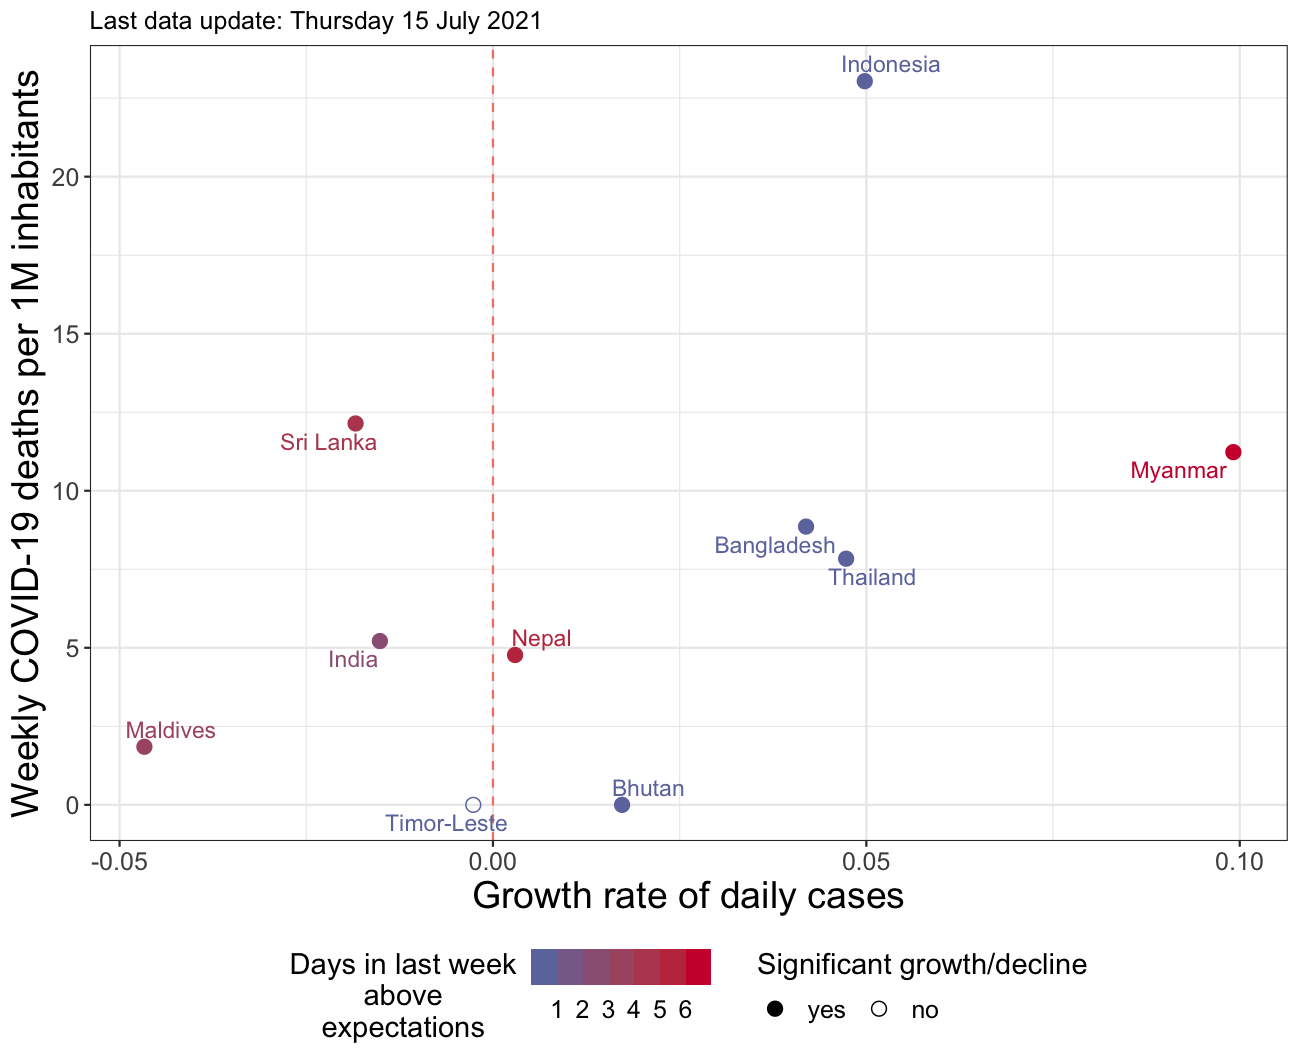 Last data update: Thursday 15 July 2021
Weekly COVID-19 deaths per 1M inhabitants
20
15
10
5
0
Indonesia
Sri Lanka
Myanmar
Bangladesh
Thailand
Nepal
India
Maldives
Bhutan
Timor-Leste
-0.05 0.00 0.05 0.10
Growth rate of daily cases
Days in last week
above
expectations
1 2 3 4 5 6
Significant growth/decline
yes no